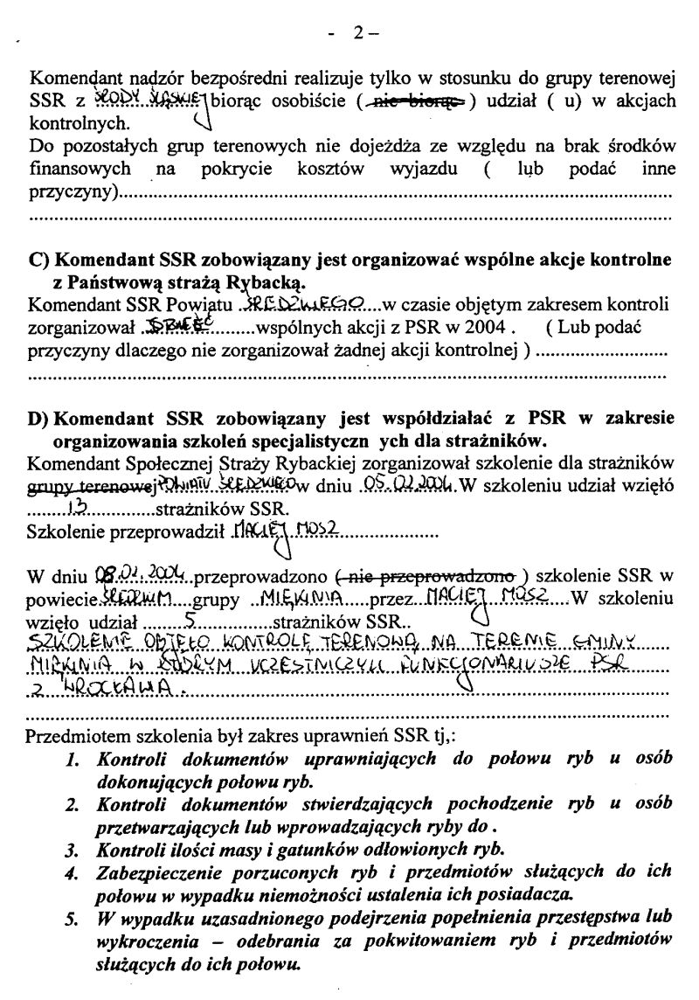 - 2 –
Komendant nadzór bezpośredni realizuje tylko w stosunku do grupy terenowej
SSR z ŚRODY ŚLĄSKIEJ biorąc osobiście ( nie biorąc ) udział ( u) w akcjach
kontrolnych.
Do pozostałych grup terenowych nie dojeżdża ze względu na brak środków
finansowych na pokrycie kosztów wyjazdu ( lub podać inne
przyczyny)...............................................................................................
..............................................................................................................
C) Komendant SSR zobowiązany jest organizować wspólne akcje kontrolne
z Państwową strażą Rybacką.
Komendant SSR Powiatu .ŚREDZKIEGO....w czasie objętym zakresem kontroli
zorganizował ..........wspólnych akcji z PSR w 2004 . ( Lub podać
przyczyny dlaczego nie zorganizował żadnej akcji kontrolnej ) ..........................
..............................................................................................................
D) Komendant SSR zobowiązany jest współdziałać z PSR w zakresie
organizowania szkoleń specjalistyczn ych dla strażników.
Komendant Społecznej Straży Rybackiej zorganizował szkolenie dla strażników
grupy terenowej POWIATU ŚREDZKIEGO w dniu .05.02.2004.W szkoleniu udział wzięłó
........13...............strażników SSR.
Szkolenie przeprowadził .MACIEJ MOSZ....................
W dniu 08.02.2004..przeprowadzono ( nie przeprowadzono ) szkolenie SSR w
powiecie.ŚREDZKIM....grupy ..MIĘKINIA.....przez..MACIEJ MOSZ....W szkoleniu
wzięło udział ........5...............strażników SSR..
SZKOLENIE OBJĘŁO KONTROLĘ TERENOWĄ NA TERENIE GMINY
MIĘKINIA W KTÓRYM UCZESTNICZYLI FUNKCJONARIUSZE PSR
Z WROCŁAWIA .
..............................................................................................................
Przedmiotem szkolenia był zakres uprawnień SSR tj,:
1. Kontroli dokumentów uprawniających do połowu ryb u osób
dokonujących połowu ryb.
2. Kontroli dokumentów stwierdzających pochodzenie ryb u osób
przetwarzających lub wprowadzających ryby do .
3. Kontroli ilości masy i gatunków odłowionych ryb.
4. Zabezpieczenie porzuconych ryb i przedmiotów służących do ich
połowu w wypadku niemożności ustalenia ich posiadacza.
5. W wypadku uzasadnionego podejrzenia popełnienia przestępstwa lub
wykroczenia – odebrania za pokwitowaniem ryb i przedmiotów
służących do ich połowu.